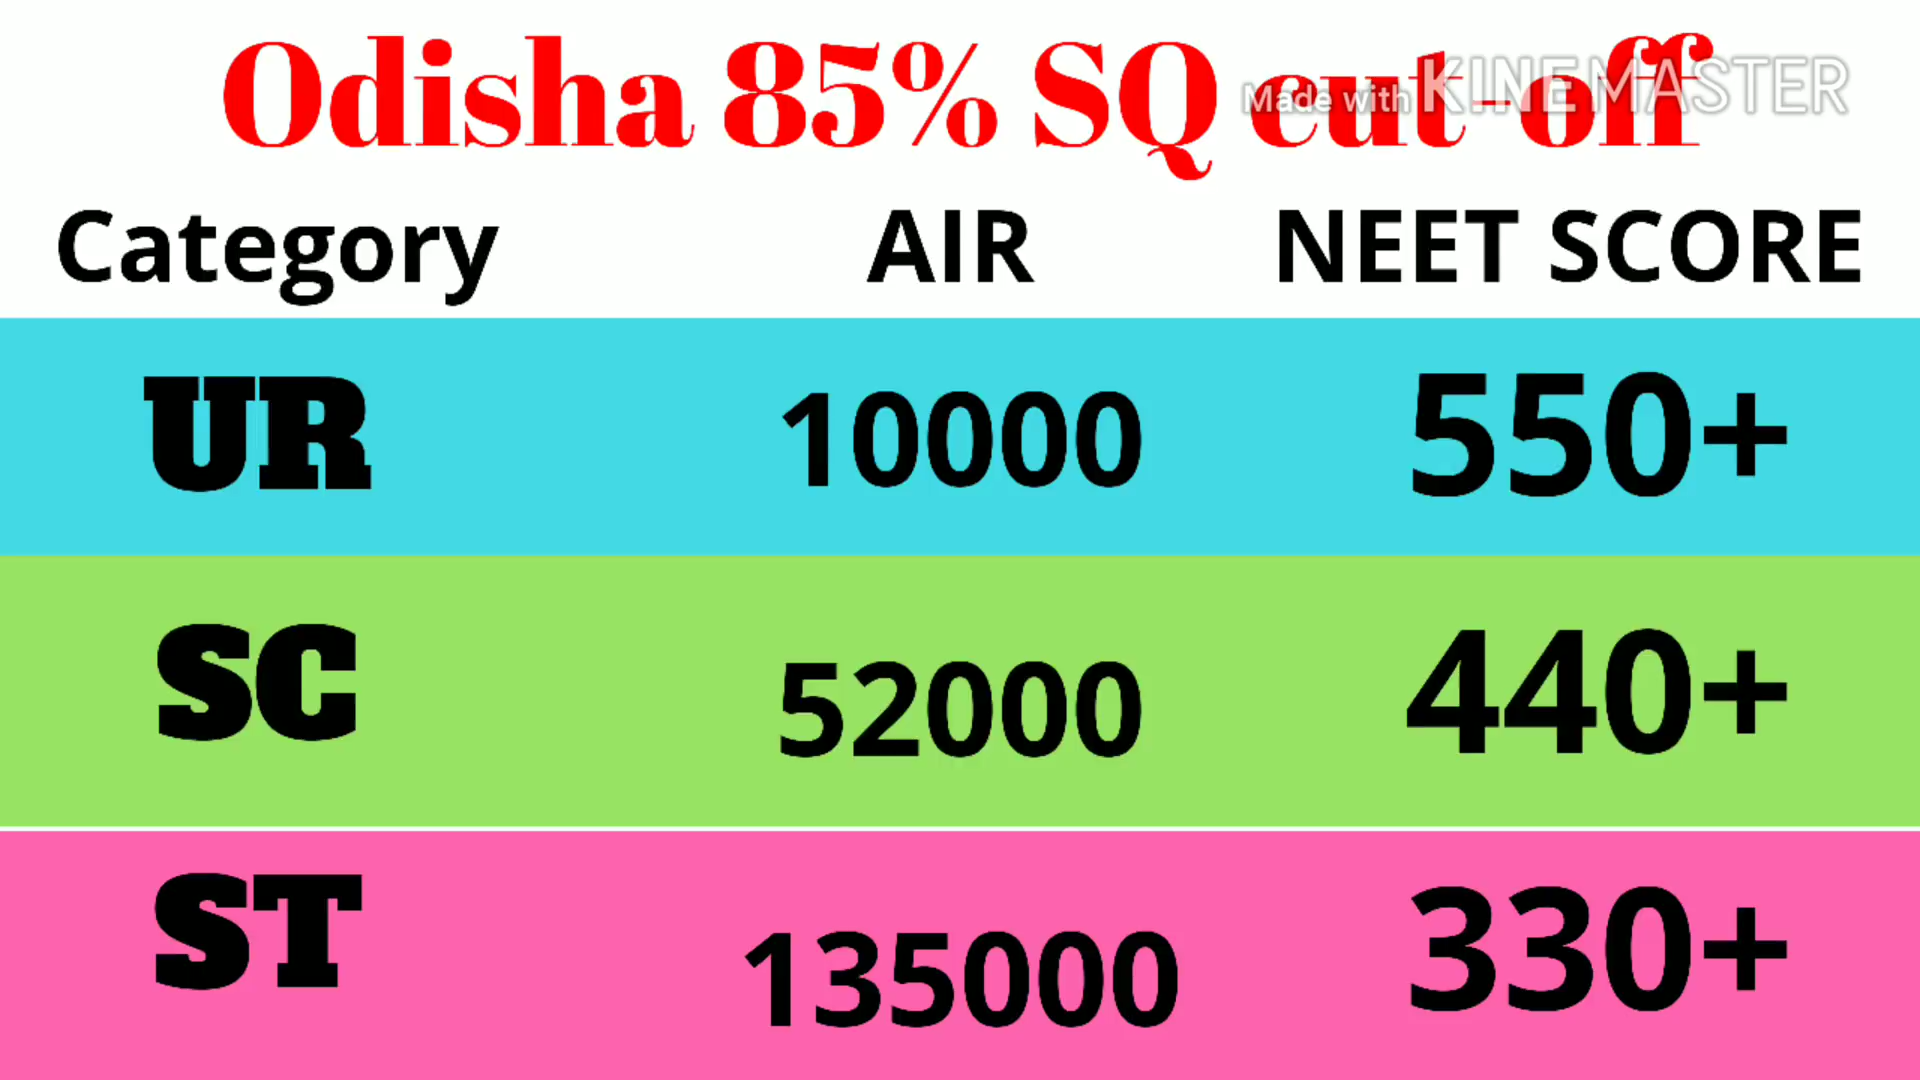 Odisha 85% SQ cut-off
Made with KINEMASTER
Category AIR NEET SCORE
UR 10000 550+
SC 52000 440+
ST 135000 330+